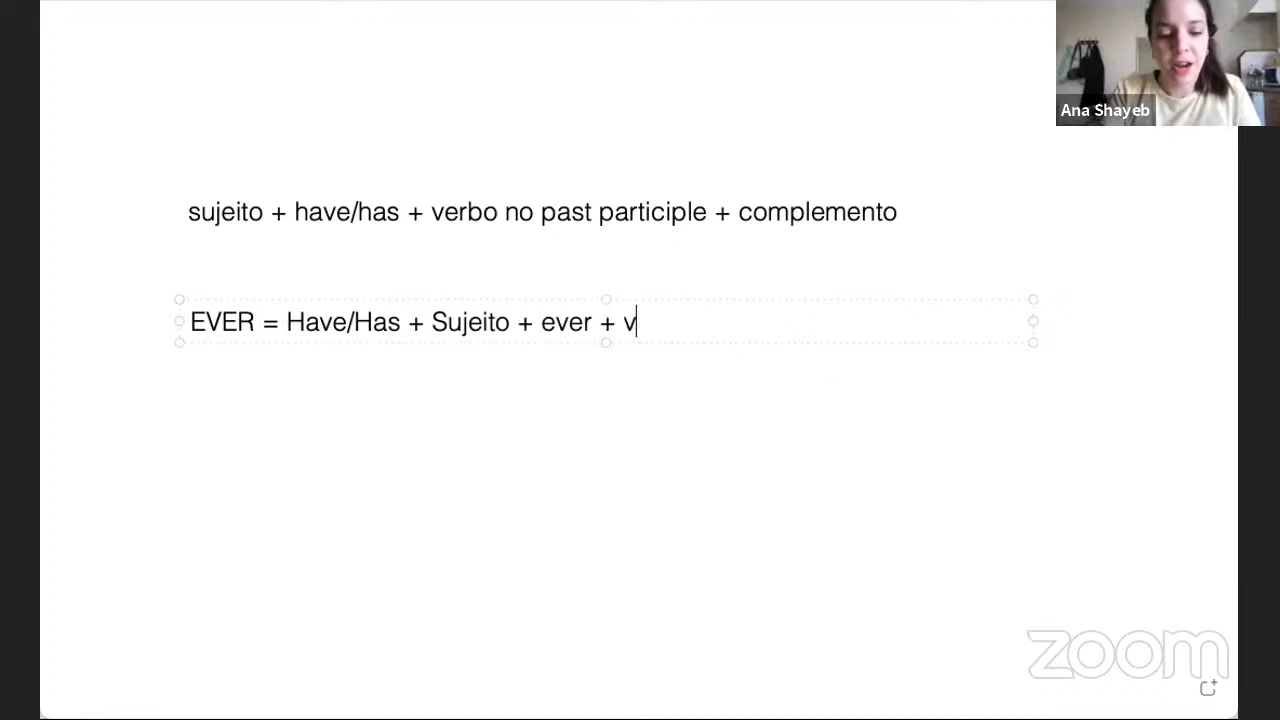 Ana Shayeb
sujeito + have/has + verbo no past participle + complemento
EVER = Have/Has + Sujeito + ever + v
zoom